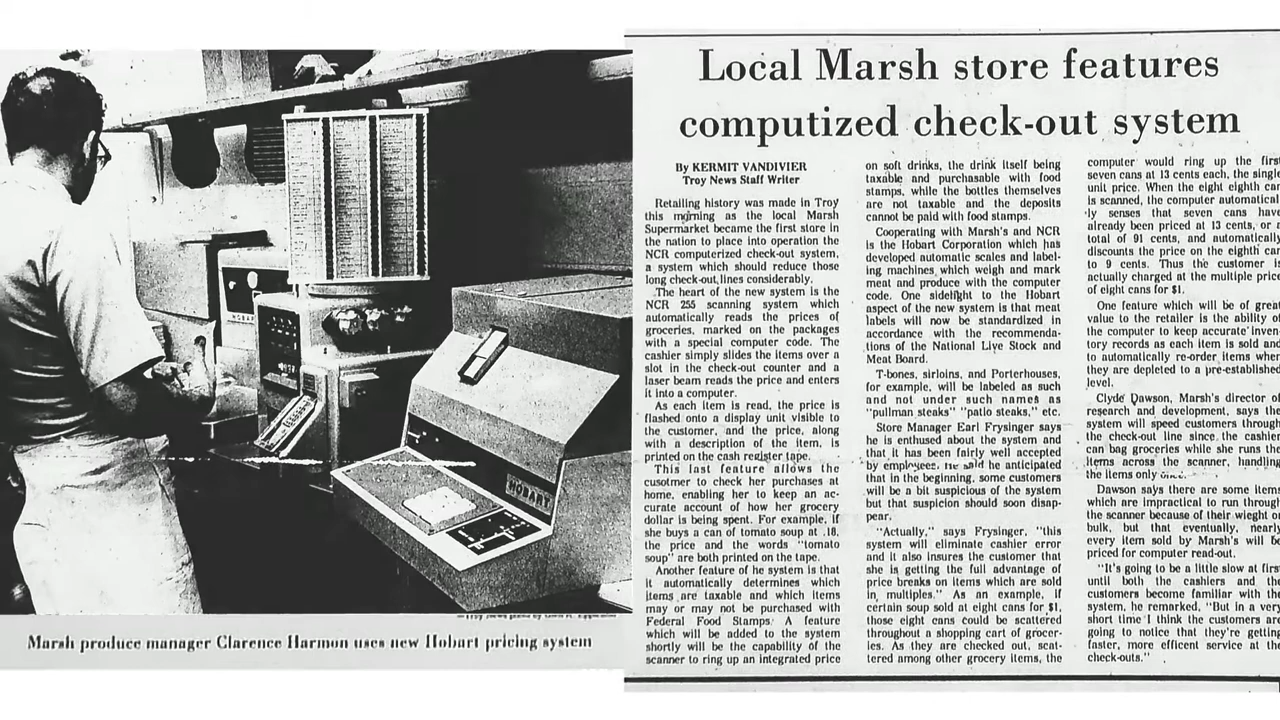 HOBART
HOBART
Marsh produce manager Clarence Harmon uses new Hobart pricing system
Local Marsh store features
computized check-out system
By KERMIT VANDIVIER
Troy News Staff Writer
Retailing history was made in Troy
this morning as the local Marsh
Supermarket became the first store in
the nation to place into operation the
NCR computerized check-out system,
a system which should reduce those
long check-out lines considerably.
The heart of the new system is the
NCR 255 scanning system which
automatically reads the prices of
groceries, marked on the packages
with a special computer code. The
cashier simply slides the items over a
slot in the check-out counter and a
laser beam reads the price and enters
it into a computer.
As each item is read, the price is
flashed onto a display unit visible to
the customer, and the price, along
with a description of the item, is
printed on the cash register tape.
This last feature allows the
cusotmer to check her purchases at
home, enabling her to keep an ac-
curate account of how her grocery
dollar is being spent. For example, if
she buys a can of tomato soup at .18,
the price and the words "tomato
soup" are both printed on the tape.
Another feature of he system is that
it automatically determines which
items are taxable and which items
may or may not be purchased with
Federal Food Stamps. A feature
which will be added to the system
shortly will be the capability of the
scanner to ring up an integrated price
on soft drinks, the drink itself being
taxable and purchasable with food
stamps, while the bottles themselves
are not taxable and the deposits
cannot be paid with food stamps.
Cooperating with Marsh's and NCR
is the Hobart Corporation which has
developed automatic scales and label-
ing machines which weigh and mark
meat and produce with the computer
code. One sidelight to the Hobart
aspect of the new system is that meat
labels will now be standardized in
accordance with the recommenda-
tions of the National Live Stock and
Meat Board.
T-bones, sirloins, and Porterhouses,
for example, will be labeled as such
and not under such names as
"pullman steaks" "patio steaks," etc.
Store Manager Earl Frysinger says
he is enthused about the system and
that it has been fairly well accepted
by employees. He said he anticipated
that in the beginning, some customers
will be a bit suspicious of the system
but that suspicion should soon disap-
pear.
"Actually," says Frysinger, "this
system will eliminate cashier error
and it also insures the customer that
she is getting the full advantage of
price breaks on items which are sold
in multiples." As an example, if
certain soup sold at eight cans for $1,
those eight cans could be scattered
throughout a shopping cart of grocer-
ies. As they are checked out, scat-
tered among other grocery items, the
computer would ring up the first
seven cans at 13 cents each, the single
unit price. When the eight eighth can
is scanned, the computer automatical-
ly senses that seven cans have
already been priced at 13 cents, or a
total of 91 cents, and automatically
discounts the price on the eighth can
to 9 cents. Thus the customer is
actually charged at the multiple price
of eight cans for $1.
One feature which will be of great
value to the retailer is the ability of
the computer to keep accurate inven-
tory records as each item is sold and
to automatically re-order items when
they are depleted to a pre-established
level.
Clyde Dawson, Marsh's director of
research and development, says the
system will speed customers through
the check-out line since the cashier
can bag groceries while she runs the
items across the scanner, handling
the items only once.
Dawson says there are some items
which are impractical to run through
the scanner because of their wieght or
bulk, but that eventually, nearly
every item sold by Marsh's will be
priced for computer read-out.
"It's going to be a little slow at first
until both the cashiers and the
customers become familiar with the
system, he remarked, "But in a very
short time I think the customers are
going to notice that they're getting
faster, more efficent service at the
check-outs."